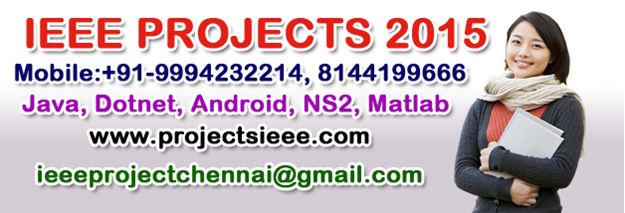 IEEE PROJECTS 2015
Mobile:+91-9994232214, 8144199666
Java, Dotnet, Android, NS2, Matlab
www.projectsieee.com
ieeeprojectchennai@gmail.com